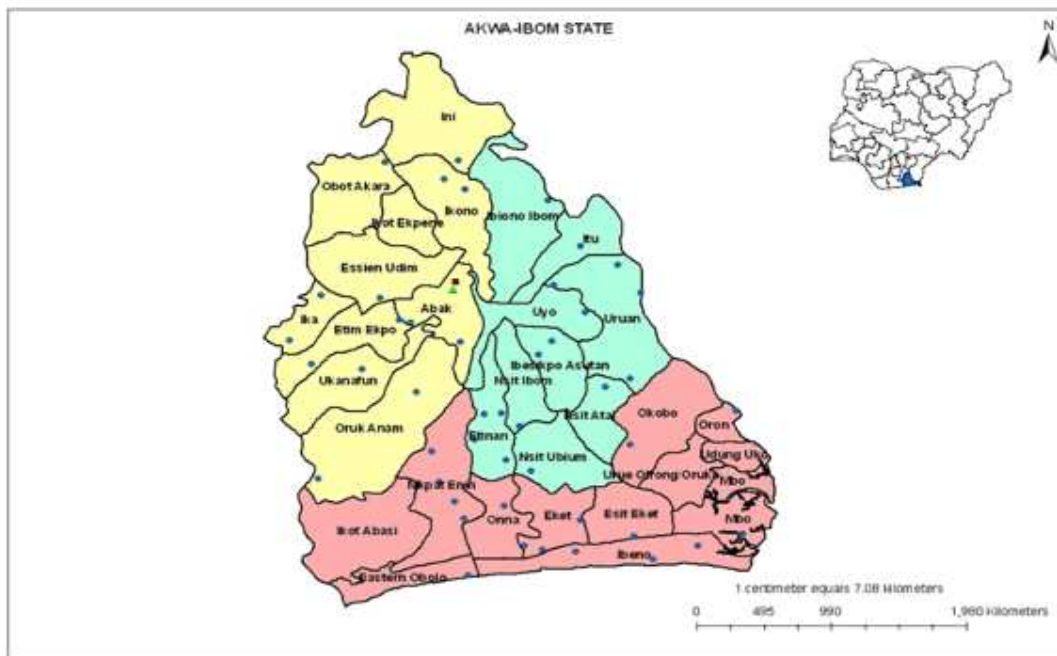 AKWA-IBOM STATE
N
Ini
Obot Akara
Ikot Ekpene
Ikono
Ibiono Ibom
Itu
Essien Udim
Abak
Uyo
Uruan
Ika
Etim Ekpo
Ibesikpo Asutan
Nsit Ibom
Ukanafun
Oruk Anam
Nsit Atai
Okobo
Oron
Etinan
Nsit Ubium
Udung Uko
Urue Offong/Oruko
Mbo
Mkpat Enin
Ikot Abasi
Onna
Eket
Esit Eket
Mbo
Ibeno
Eastern Obolo
1 centimeter equals 7.08 kilometers
0 495 990 1,980 Kilometers